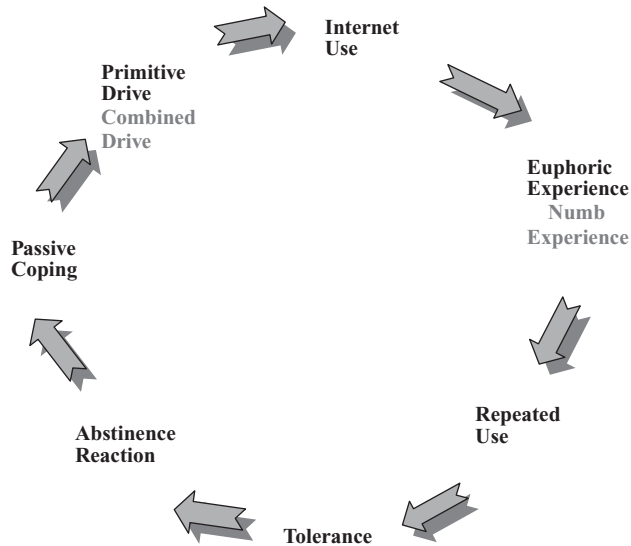 Internet
Use
Euphoric
Experience
Numb
Experience
Repeated
Use
Tolerance
Abstinence
Reaction
Passive
Coping
Primitive
Drive
Combined
Drive